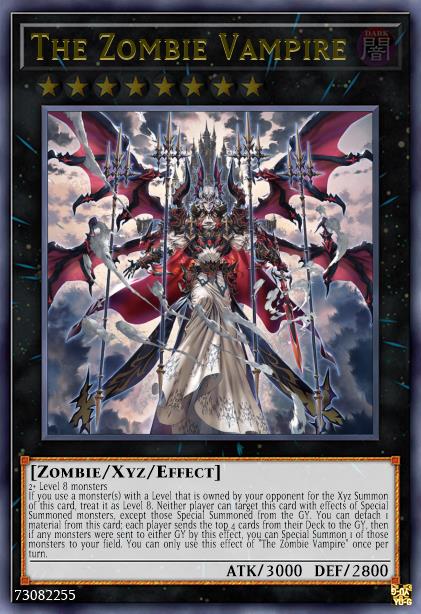 THE ZOMBIE VAMPIRE
DARK
闇
[ZOMBIE/XYZ/EFFECT]
2+ Level 8 monsters
If you use a monster(s) with a Level that is owned by your opponent for the Xyz Summon
of this card, treat it as Level 8. Neither player can target this card with effects of Special
Summoned monsters, except those Special Summoned from the GY. You can detach 1
material from this card; each player sends the top 4 cards from their Deck to the GY, then
if any monsters were sent to either GY by this effect, you can Special Summon 1 of those
monsters to your field. You can only use this effect of "The Zombie Vampire" once per
turn.
ATK/3000 DEF/2800
73082255